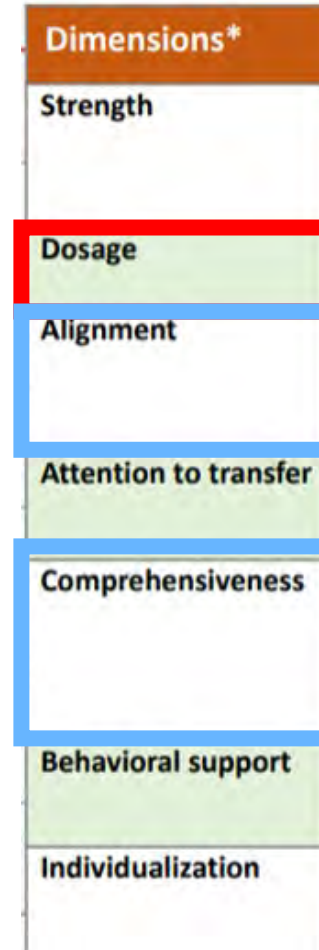 Dimensions*
Strength
Dosage
Alignment
Attention to transfer
Comprehensiveness
Behavioral support
Individualization